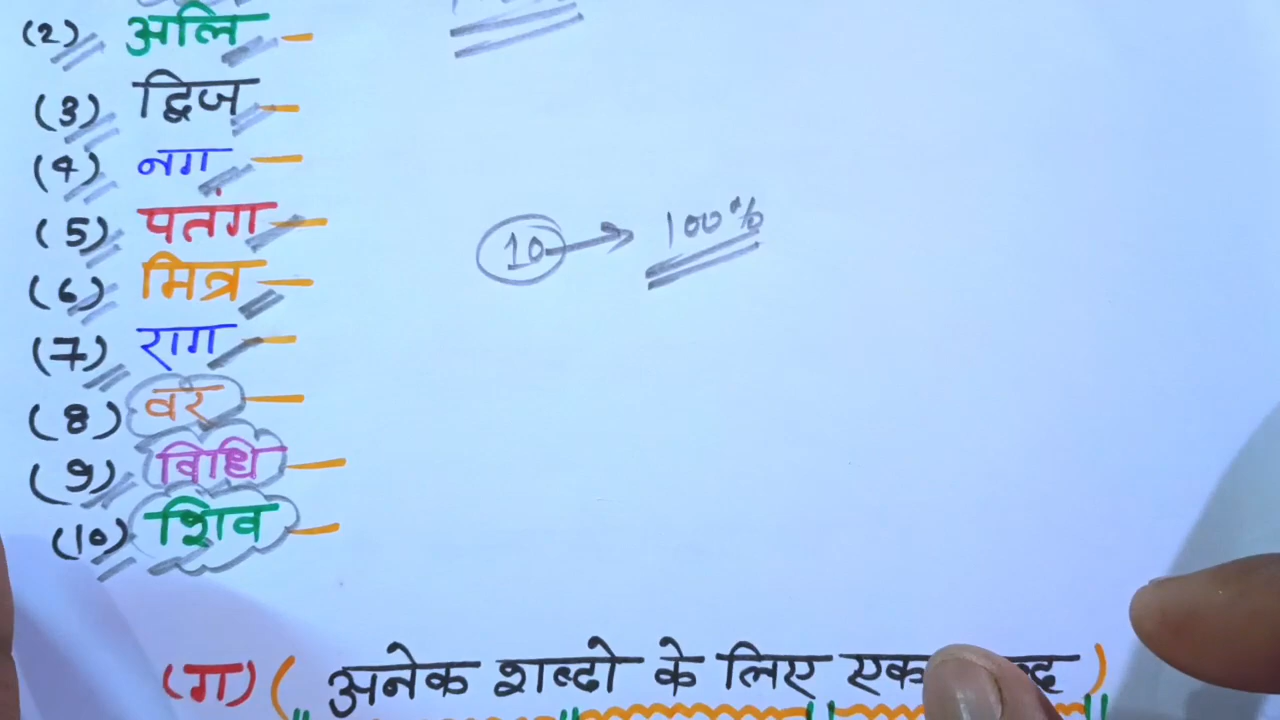 (2) अलि –
(3) द्विज –
(4) नग –
(5) पतंग –
(6) मित्र –
(7) राग –
(8) वर –
(9) विधि –
(10) शिव –
10 → 100%
(ग) ( अनेक शब्दो के लिए एक )